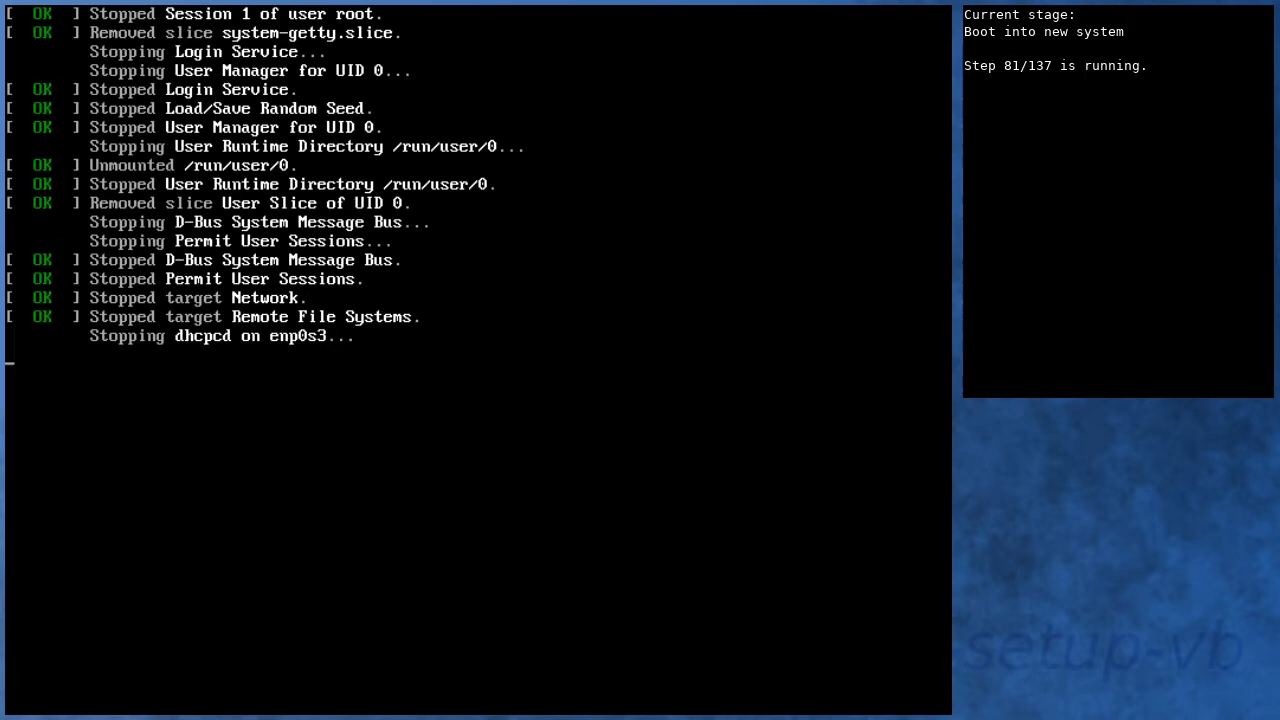 [  OK  ] Stopped Session 1 of user root.
[  OK  ] Removed slice system-getty.slice.
Stopping Login Service...
Stopping User Manager for UID 0...
[  OK  ] Stopped Login Service.
[  OK  ] Stopped Load/Save Random Seed.
[  OK  ] Stopped User Manager for UID 0.
Stopping User Runtime Directory /run/user/0...
[  OK  ] Unmounted /run/user/0.
[  OK  ] Stopped User Runtime Directory /run/user/0.
[  OK  ] Removed slice User Slice of UID 0.
Stopping D-Bus System Message Bus...
Stopping Permit User Sessions...
[  OK  ] Stopped D-Bus System Message Bus.
[  OK  ] Stopped Permit User Sessions.
[  OK  ] Stopped target Network.
[  OK  ] Stopped target Remote File Systems.
Stopping dhcpcd on enp0s3...
Current stage:
Boot into new system
Step 81/137 is running.
setup-vb